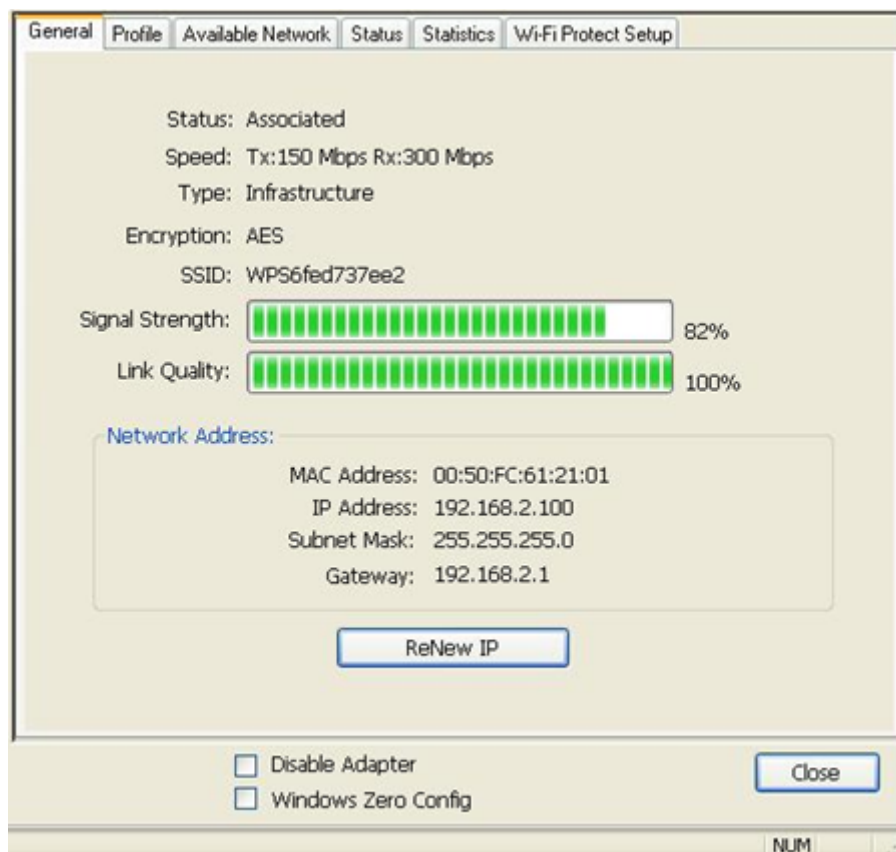 General Profile Available Network Status Statistics Wi-Fi Protect Setup
Status: Associated
Speed: Tx:150 Mbps Rx:300 Mbps
Type: Infrastructure
Encryption: AES
SSID: WPS6fed737ee2
Signal Strength: 82%
Link Quality: 100%
Network Address:
MAC Address: 00:50:FC:61:21:01
IP Address: 192.168.2.100
Subnet Mask: 255.255.255.0
Gateway: 192.168.2.1
ReNew IP
Disable Adapter
Close
Windows Zero Config
NUM